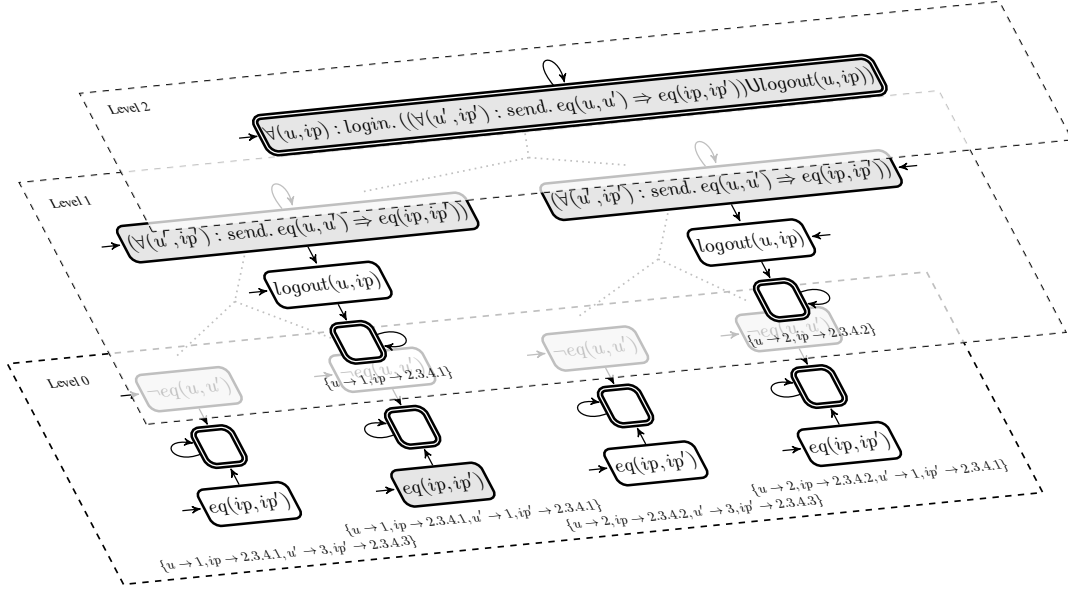 Level 2
∀(u, ip) : login. ((∀(u′, ip′) : send. eq(u, u′) ⇒ eq(ip, ip′)))Ulogout(u, ip))
Level 1
(∀(u′, ip′) : send. eq(u, u′) ⇒ eq(ip, ip′)))
(∀(u′, ip′) : send. eq(u, u′) ⇒ eq(ip, ip′)))
logout(u, ip)
logout(u, ip)
{u → 1, ip → 2.3.4.1}
{u → 2, ip → 2.3.4.2}
Level 0
¬eq(u, u′)
¬eq(u, u′)
¬eq(u, u′)
¬eq(u, u′)
eq(ip, ip′)
eq(ip, ip′)
eq(ip, ip′)
eq(ip, ip′)
{u → 1, ip → 2.3.4.1, u′ → 3, ip′ → 2.3.4.3}
{u → 1, ip → 2.3.4.1, u′ → 1, ip′ → 2.3.4.1}
{u → 2, ip → 2.3.4.2, u′ → 3, ip′ → 2.3.4.3}
{u → 2, ip → 2.3.4.2, u′ → 1, ip′ → 2.3.4.1}